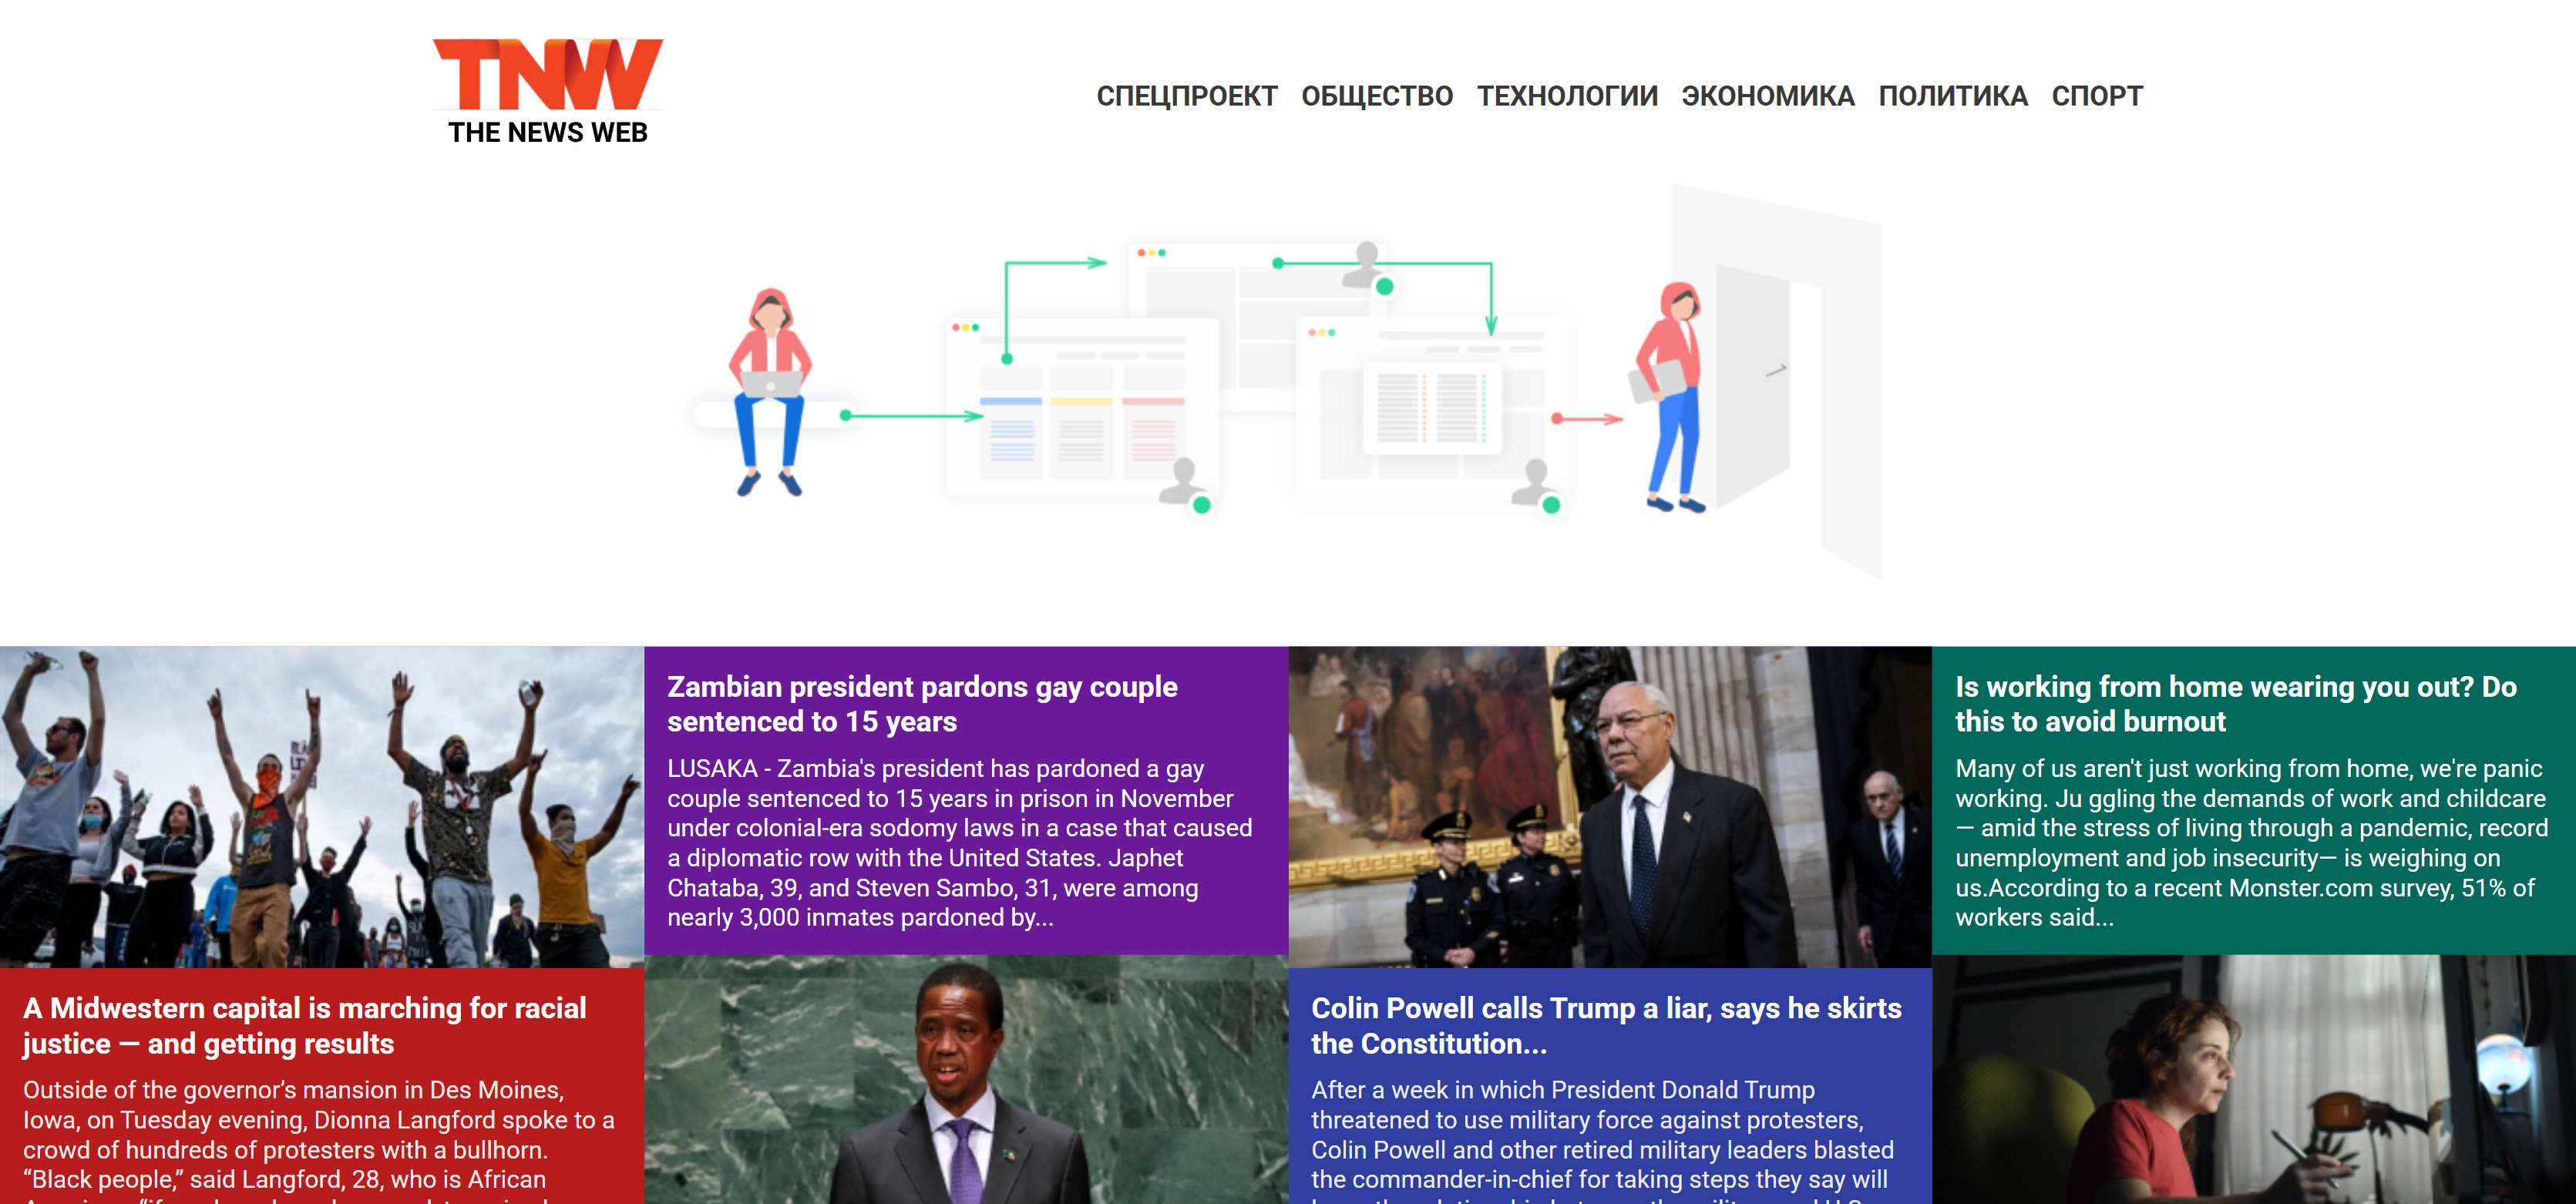 TNW
THE NEWS WEB
СПЕЦПРОЕКТ ОБЩЕСТВО ТЕХНОЛОГИИ ЭКОНОМИКА ПОЛИТИКА СПОРТ
A Midwestern capital is marching for racial
justice — and getting results
Outside of the governor’s mansion in Des Moines,
Iowa, on Tuesday evening, Dionna Langford spoke to a
crowd of hundreds of protesters with a bullhorn.
“Black people,” said Langford, 28, who is African
Zambian president pardons gay couple
sentenced to 15 years
LUSAKA - Zambia's president has pardoned a gay
couple sentenced to 15 years in prison in November
under colonial-era sodomy laws in a case that caused
a diplomatic row with the United States. Japhet
Chataba, 39, and Steven Sambo, 31, were among
nearly 3,000 inmates pardoned by...
Colin Powell calls Trump a liar, says he skirts
the Constitution...
After a week in which President Donald Trump
threatened to use military force against protesters,
Colin Powell and other retired military leaders blasted
the commander-in-chief for taking steps they say will
Is working from home wearing you out? Do
this to avoid burnout
Many of us aren't just working from home, we're panic
working. Ju ggling the demands of work and childcare
— amid the stress of living through a pandemic, record
unemployment and job insecurity— is weighing on
us.According to a recent Monster.com survey, 51% of
workers said...